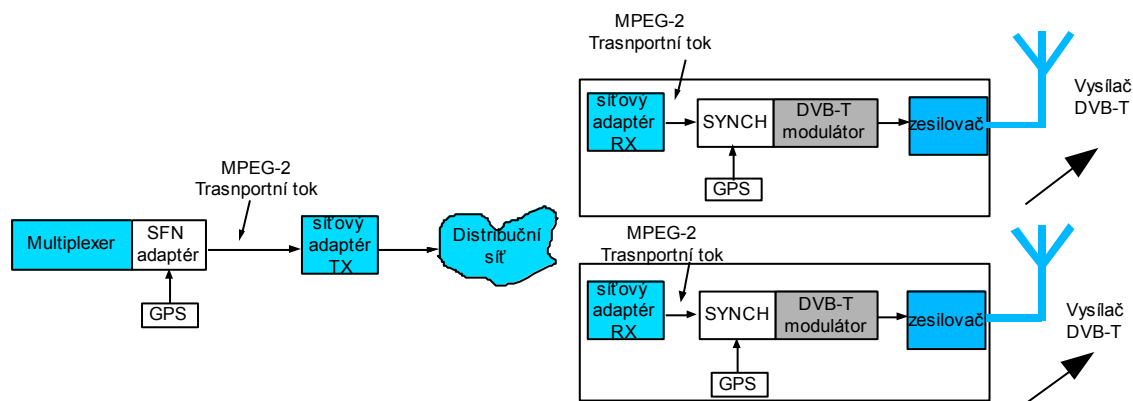 MPEG-2
Trasnportní tok
Multiplexer
SFN
adaptér
GPS
síťový
adaptér
TX
Distribuční
síť
MPEG-2
Trasnportní tok
síťový
adaptér
RX
SYNCH
DVB-T
modulátor
GPS
zesilovač
Vysílač
DVB-T
MPEG-2
Trasnportní tok
síťový
adaptér
RX
SYNCH
DVB-T
modulátor
GPS
zesilovač
Vysílač
DVB-T